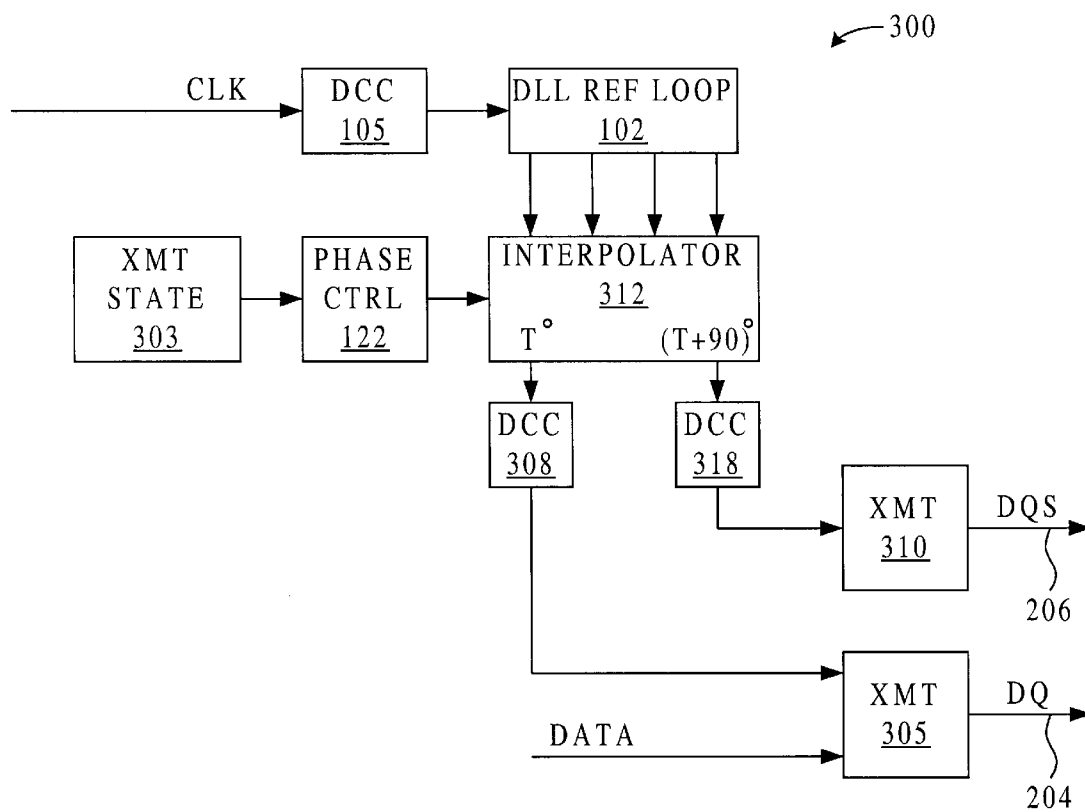 300
CLK
DCC
105
DLL REF LOOP
102
XMT
STATE
303
PHASE
CTRL
122
INTERPOLATOR
312
T° (T+90)°
DCC
308
DCC
318
XMT
310
DQS
206
XMT
305
DQ
204
DATA